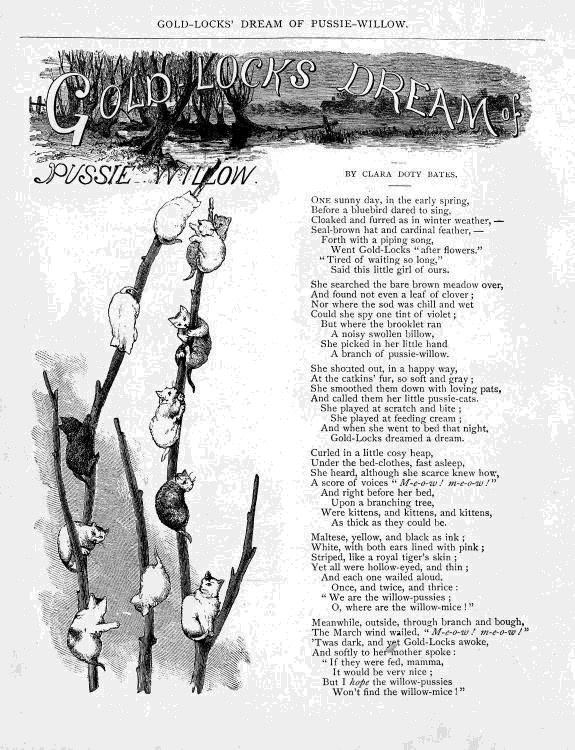 GOLD-LOCKS' DREAM OF PUSSIE-WILLOW.
GOLD-LOCKS DREAM of
PUSSIE-WILLOW.
BY CLARA DOTY BATES.
ONE sunny day, in the early spring,
Before a bluebird dared to sing,
Cloaked and furred as in winter weather, —
Seal-brown hat and cardinal feather, —
Forth with a piping song,
Went Gold-Locks "after flowers."
"Tired of waiting so long,"
Said this little girl of ours.
She searched the bare brown meadow over,
And found not even a leaf of clover;
Nor where the sod was chill and wet
Could she spy one tint of violet;
But where the brooklet ran
A noisy swollen billow,
She picked in her little hand
A branch of pussie-willow.
She shouted out, in a happy way,
At the catkins' fur, so soft and gray;
She smoothed them down with loving pats,
And called them her little pussie-cats.
She played at scratch and bite;
She played at feeding cream;
And when she went to bed that night,
Gold-Locks dreamed a dream.
Curled in a little cosy heap,
Under the bed-clothes, fast asleep,
She heard, although she scarce knew how,
A score of voices "M-e-o-w! m-e-o-w!"
And right before her bed,
Upon a branching tree,
Were kittens, and kittens, and kittens,
As thick as they could be.
Maltese, yellow, and black as ink;
White, with both ears lined with pink;
Striped, like a royal tiger's skin;
Yet all were hollow-eyed, and thin;
And each one wailed aloud,
Once, and twice, and thrice:
"We are the willow-pussies;
O, where are the willow-mice!"
Meanwhile, outside, through branch and bough,
The March wind wailed, "M-e-o-w! m-e-o-w!"
'Twas dark, and yet Gold-Locks awoke,
And softly to her mother spoke:
"If they were fed, mamma,
It would be very nice;
But I hope the willow-pussies
Won't find the willow-mice!"